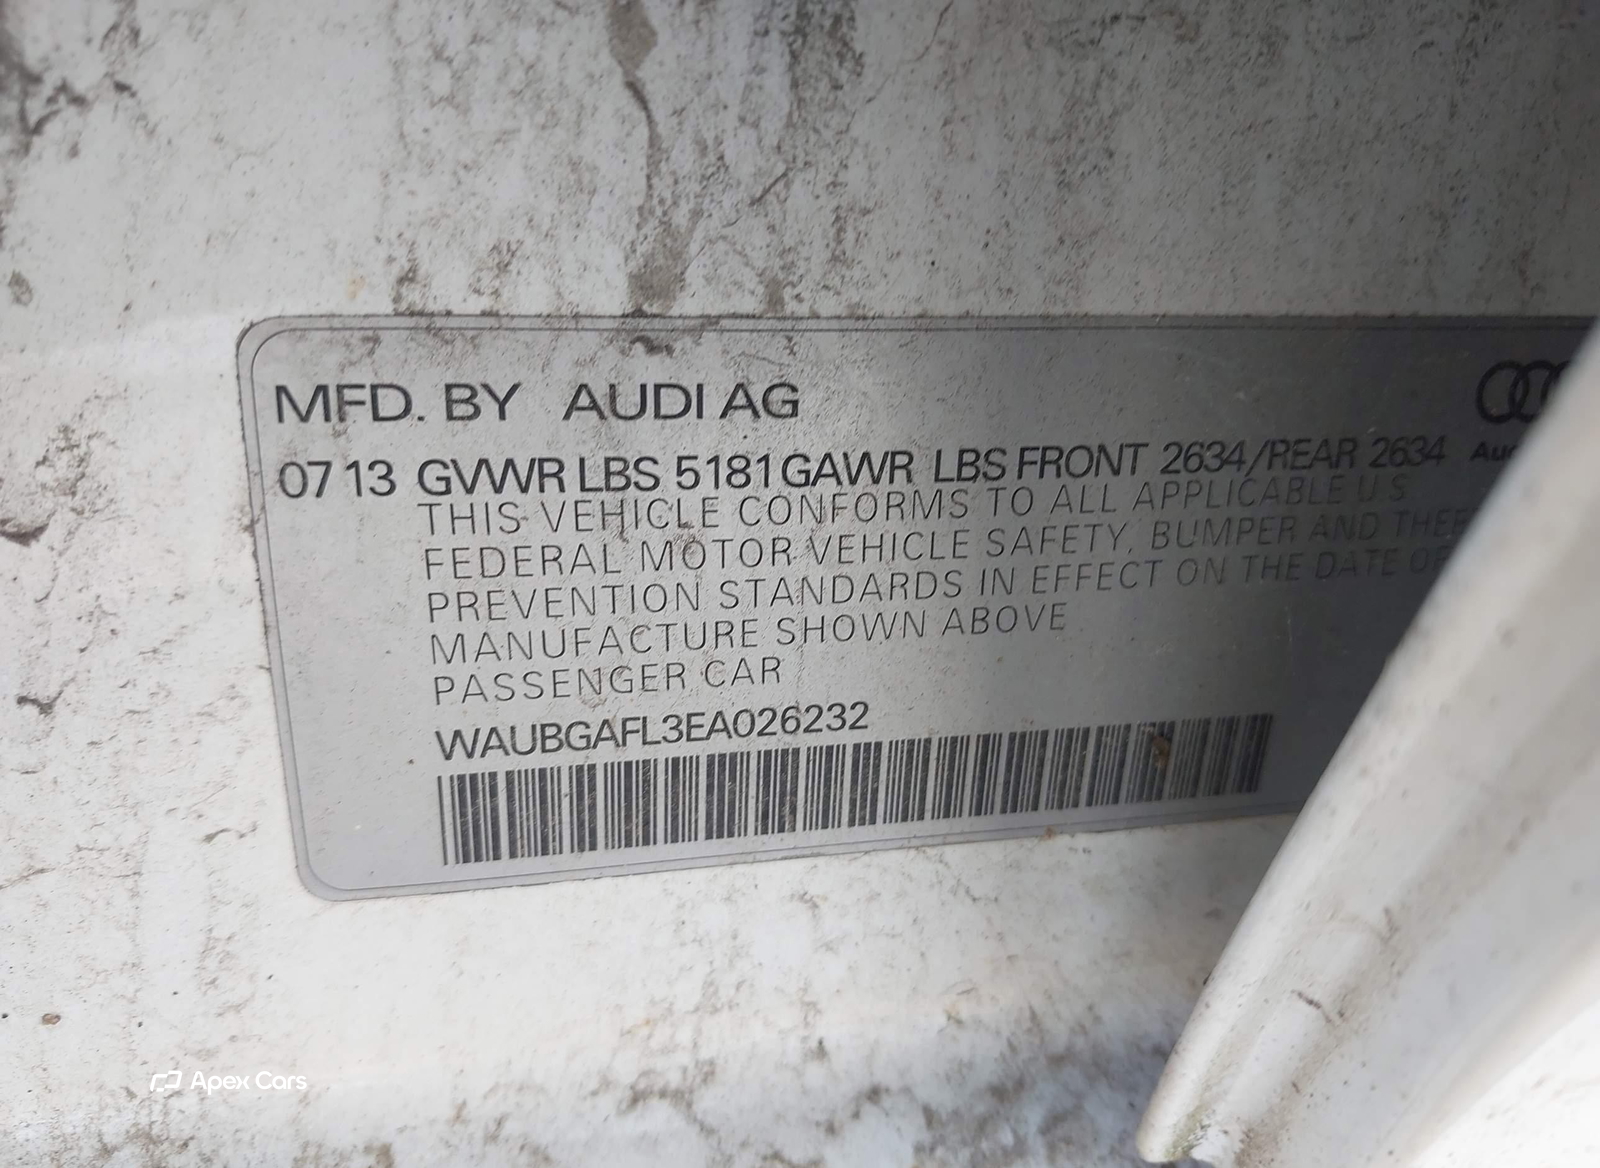 MFD. BY AUDI AG
07 13 GVWR LBS 5181 GAWR LBS FRONT 2634/REAR 2634
THIS VEHICLE CONFORMS TO ALL APPLICABLE U S
FEDERAL MOTOR VEHICLE SAFETY, BUMPER AND
PREVENTION STANDARDS IN EFFECT ON THE DATE OF
MANUFACTURE SHOWN ABOVE
PASSENGER CAR
WAUBGAFL3EA026232
Apex Cars